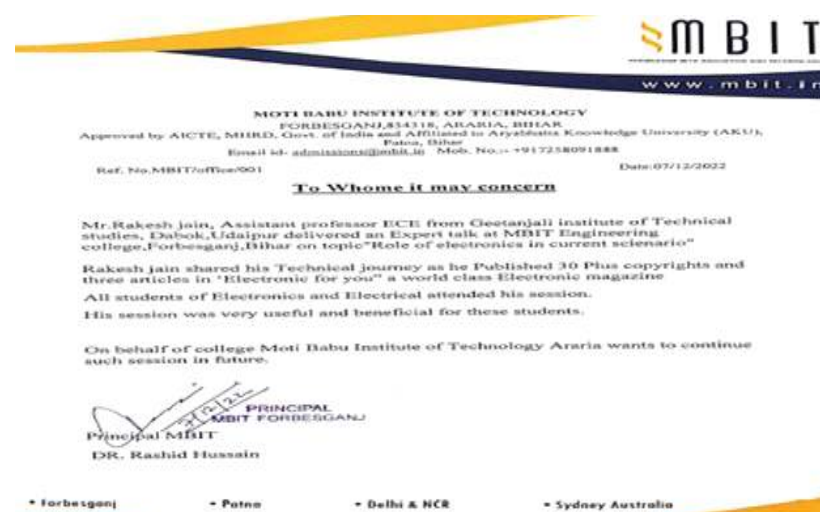 MBIT
www.mbit.in
MOTI BABU INSTITUTE OF TECHNOLOGY
FORBESGANJ,854318, ARARIA, BIHAR
Approved by AICTE, MHRD, Govt. of India and Affiliated to Aryabhatta Knowledge University (AKU),
Patna, Bihar
Email id- admissions@mbit.in Mob. No.:- +917258091888
Ref. No.MBIT/office/001 Date:07/12/2022
To Whome it may concern
Mr.Rakesh jain, Assistant professor ECE from Geetanjali institute of Technical
studies, Dabok,Udaipur delivered an Expert talk at MBIT Engineering
college,Forbesganj,Bihar on topic"Role of electronics in current scienario"
Rakesh jain shared his Technical journey as he Published 30 Plus copyrights and
three articles in 'Electronic for you" a world class Electronic magazine
All students of Electronics and Electrical attended his session.
His session was very useful and beneficial for these students.
On behalf of college Moti Babu Institute of Technology Araria wants to continue
such session in future.
7/12/22
PRINCIPAL
MBIT FORBESGANJ
Principal MBIT
DR. Rashid Hussain
• Forbesganj • Patna • Delhi & NCR • Sydney Australia